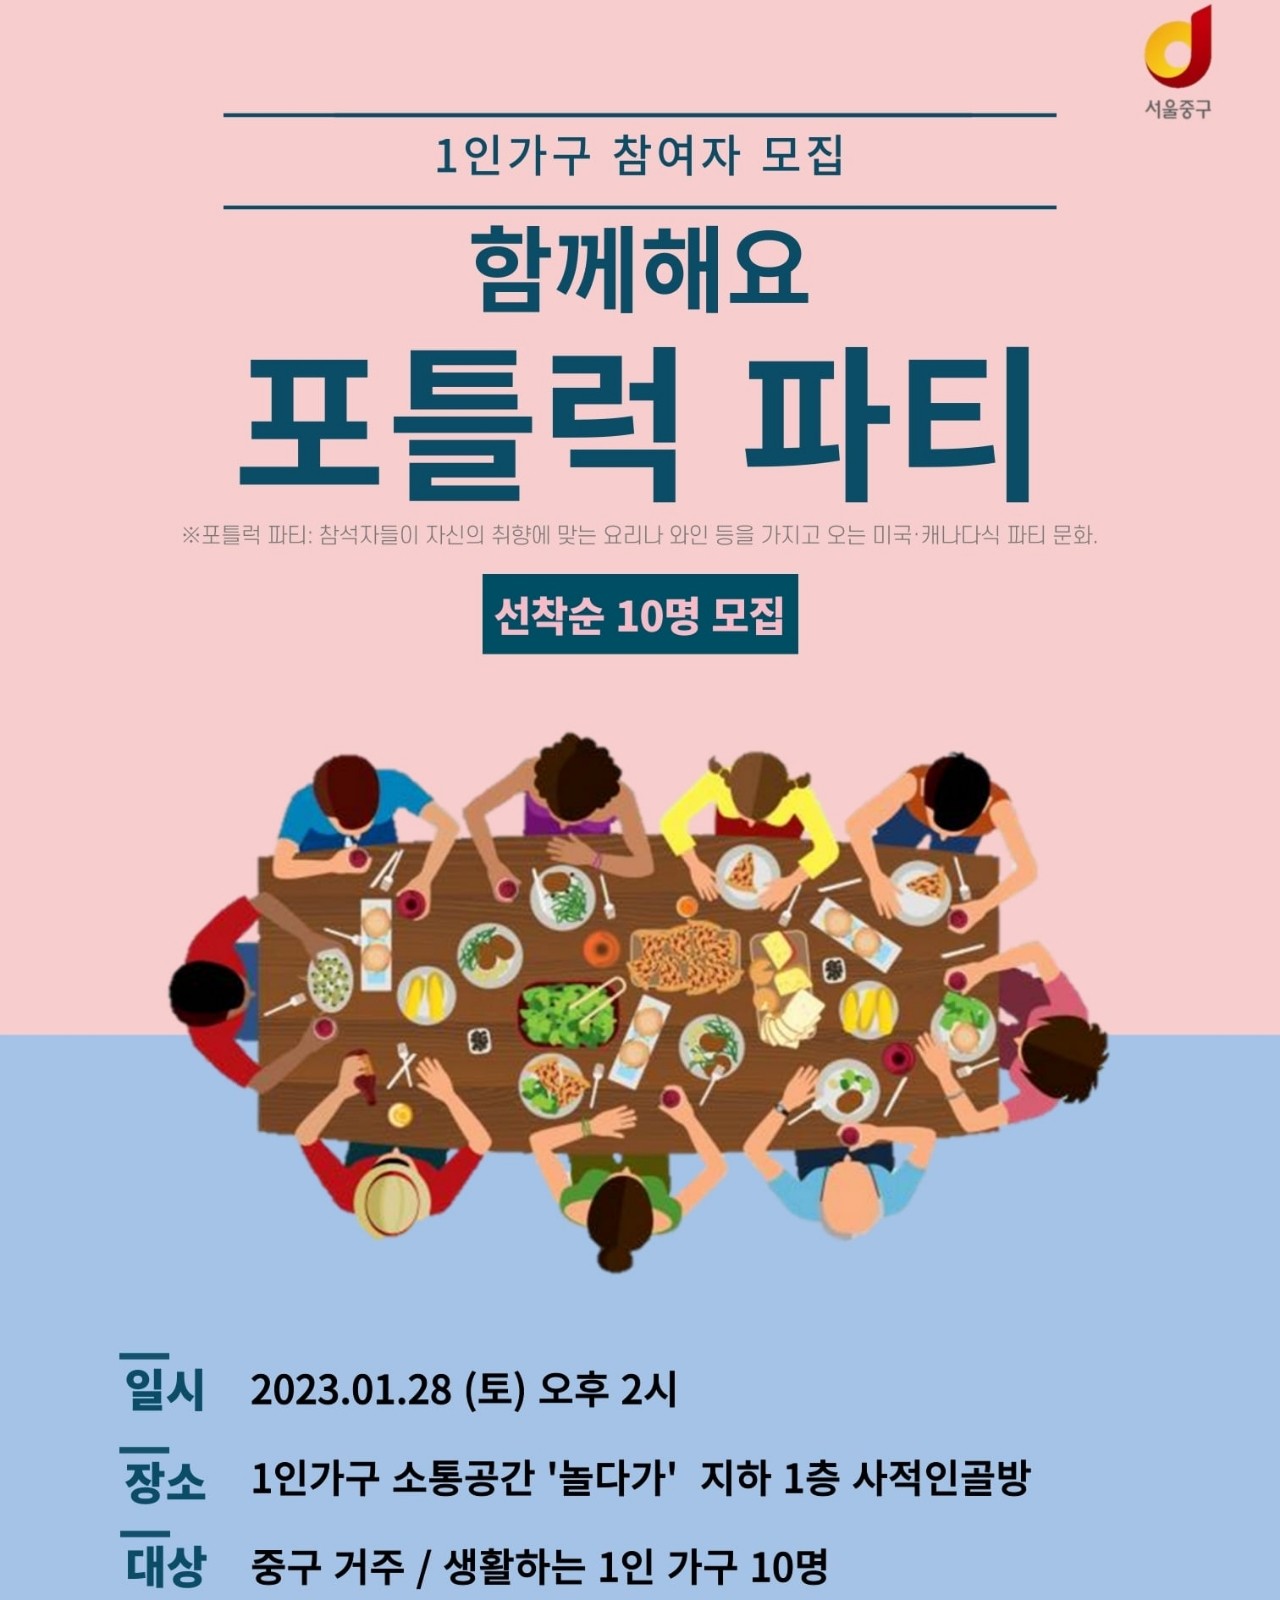 서울중구
1인가구 참여자 모집
함께해요
포틀럭 파티
※포틀럭 파티: 참석자들이 자신의 취향에 맞는 요리나 와인 등을 가지고 오는 미국·캐나다식 파티 문화.
선착순 10명 모집
일시 2023.01.28 (토) 오후 2시
장소 1인가구 소통공간 '놀다가' 지하 1층 사적인골방
대상 중구 거주 / 생활하는 1인 가구 10명